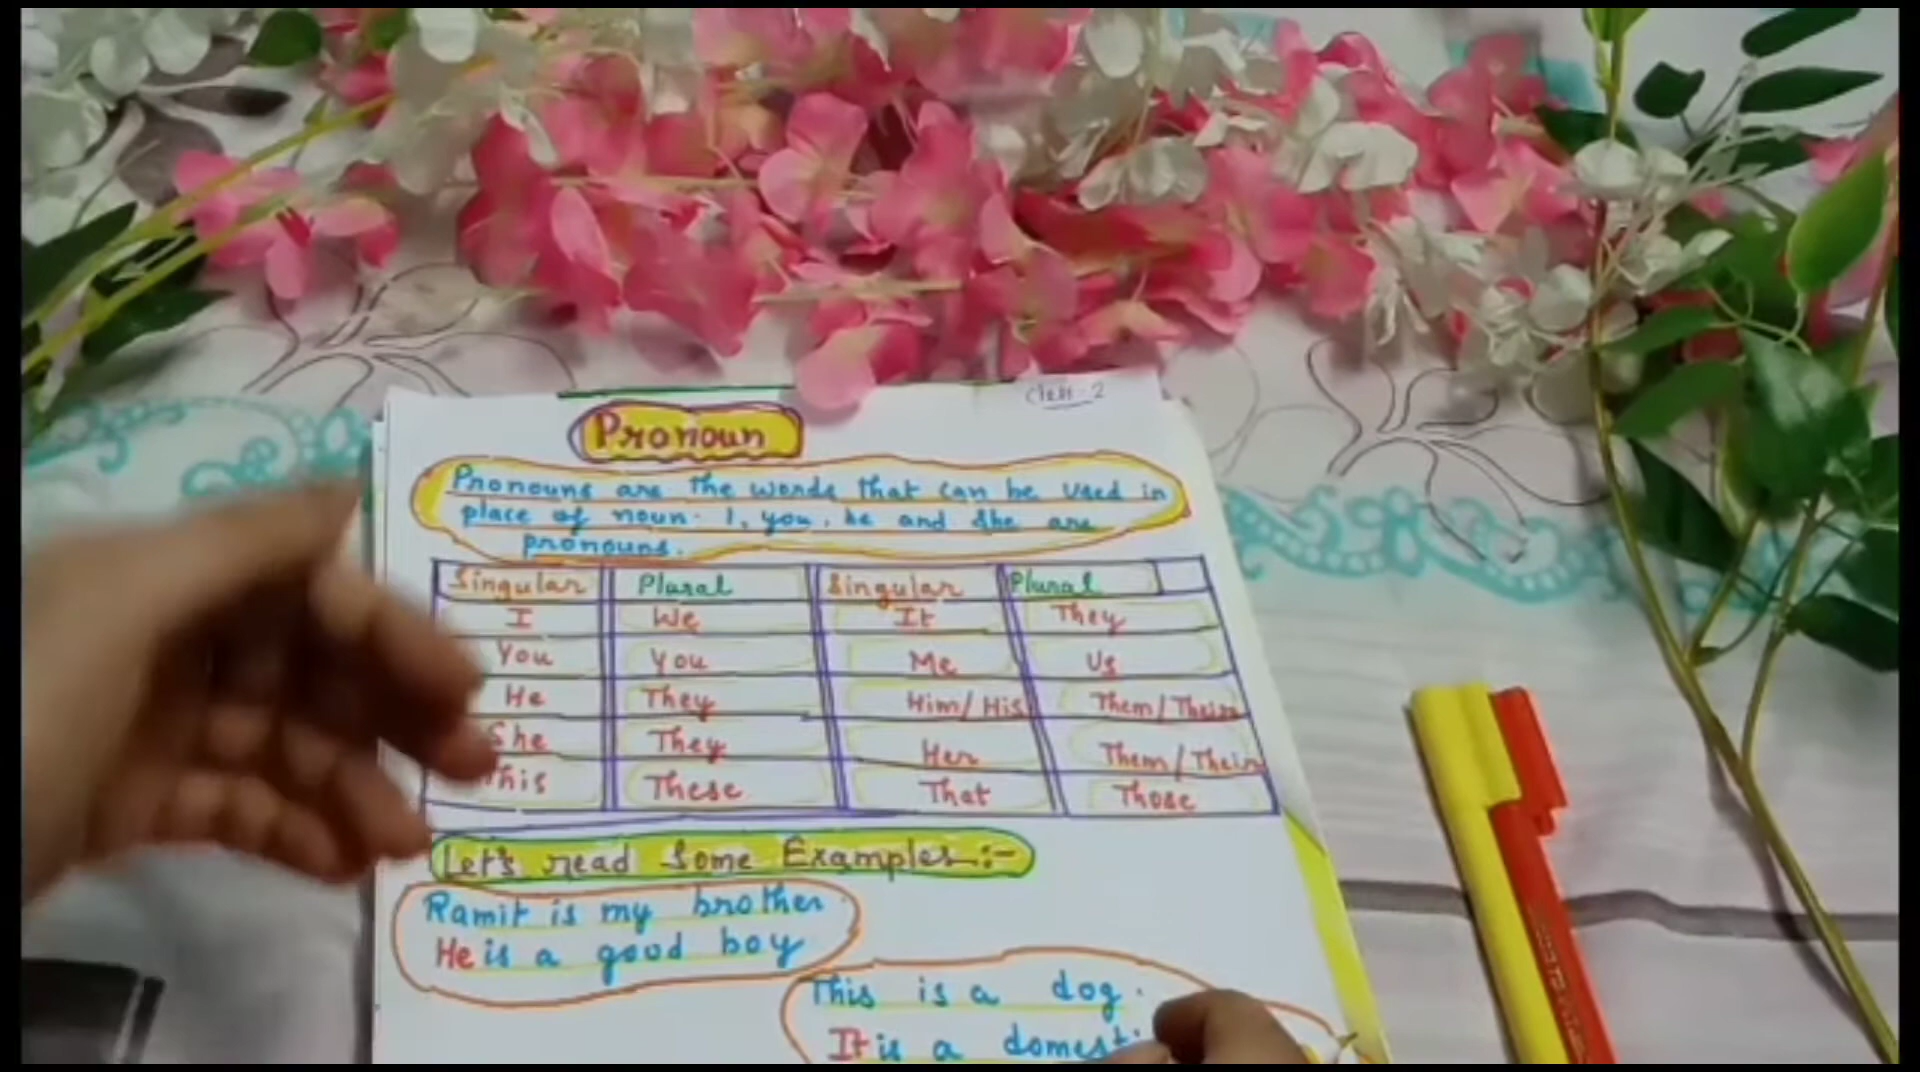 Class-2
Pronoun
Pronouns are the words that can be used in
place of noun. I, you, he and she are
pronouns.
Singular Plural Singular Plural
I We It They
You You Me Us
He They Him/His Them/Their
She They Her Them/Their
This These That Those
Let's read Some Examples:-
Ramit is my brother.
He is a good boy
This is a dog.
It is a